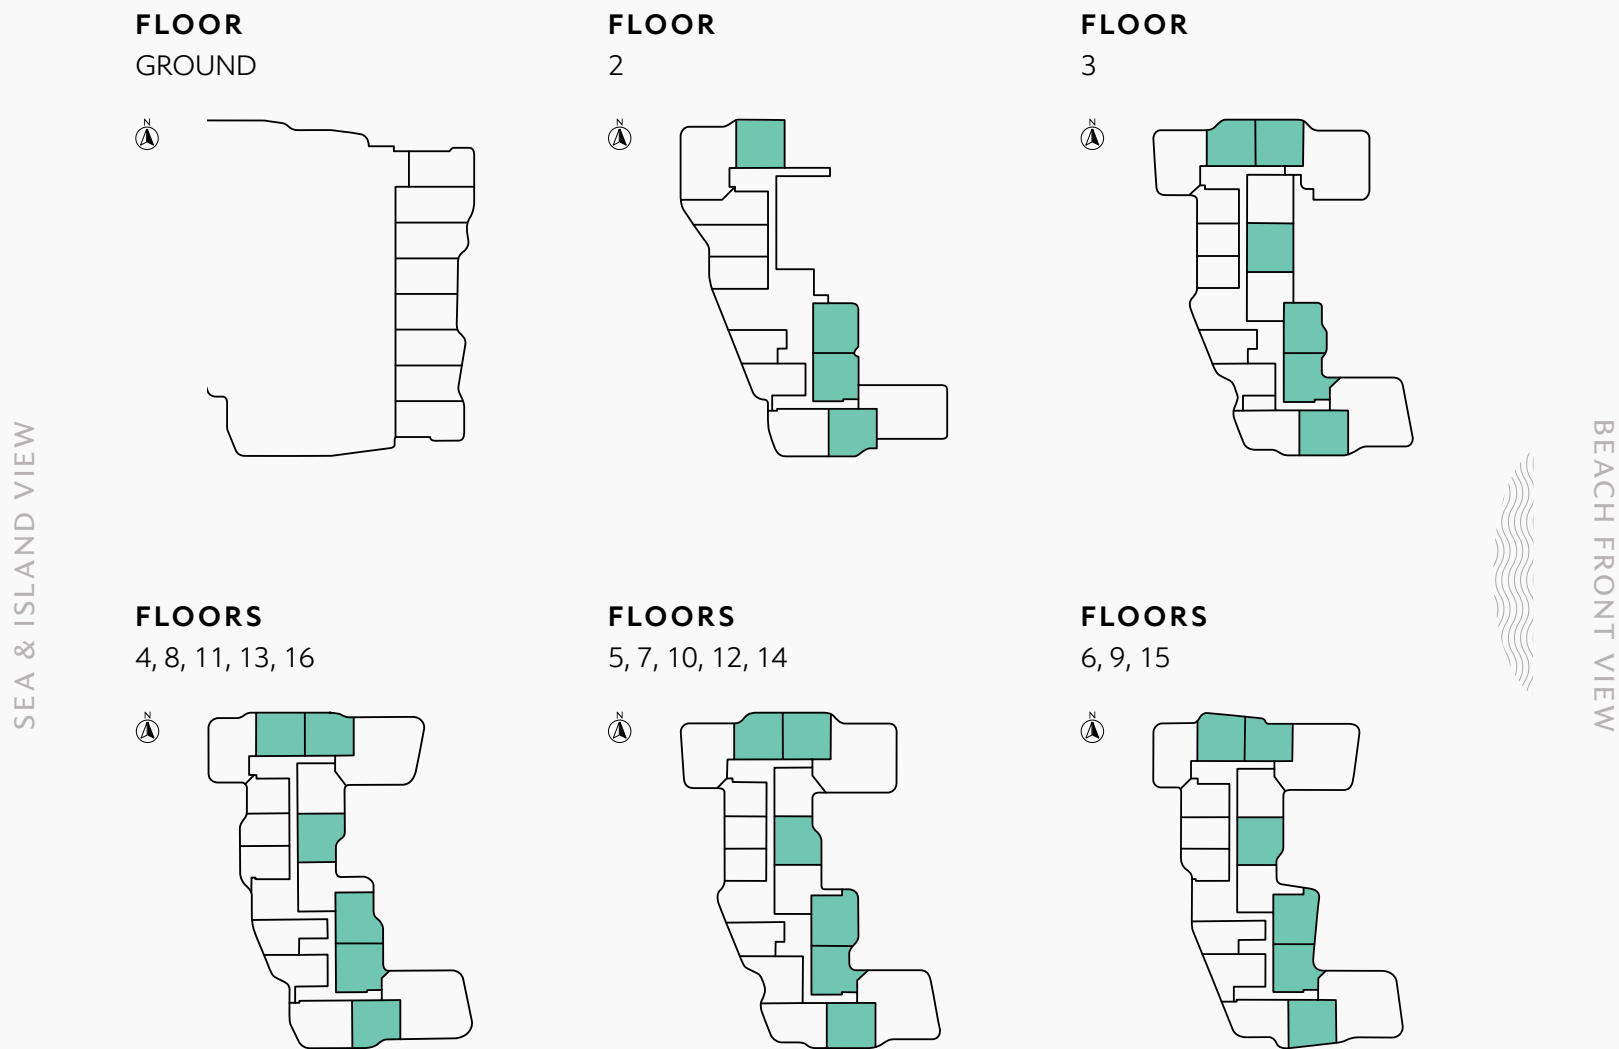 FLOOR
GROUND
N
FLOOR
2
N
FLOOR
3
N
FLOORS
4, 8, 11, 13, 16
N
FLOORS
5, 7, 10, 12, 14
N
FLOORS
6, 9, 15
N
SEA & ISLAND VIEW
BEACH FRONT VIEW